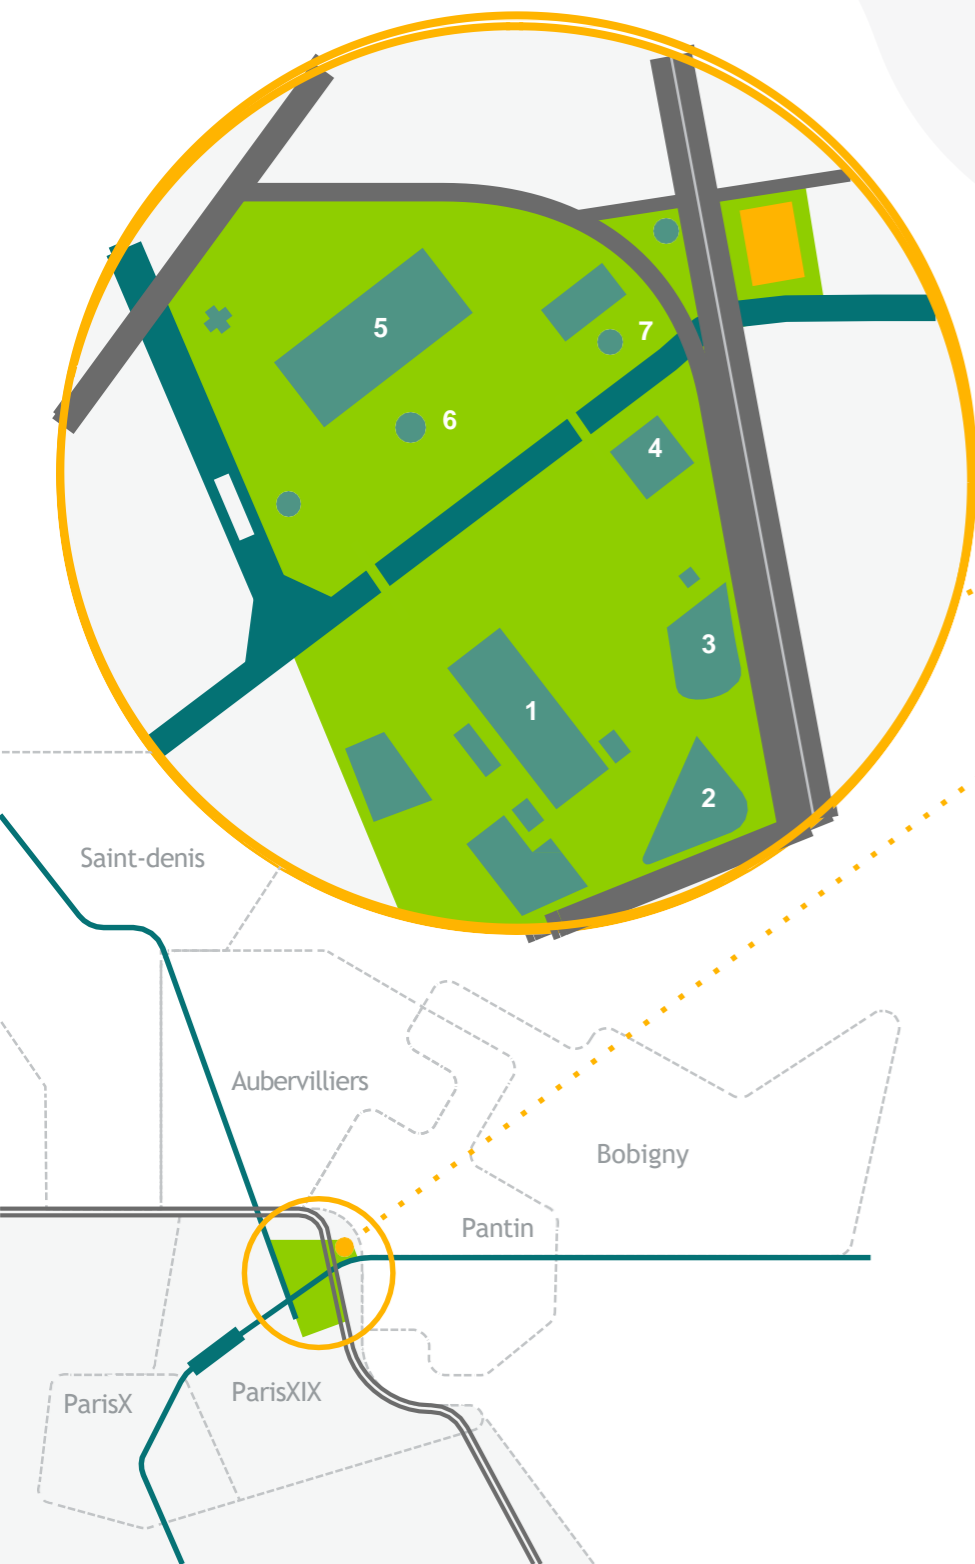 5
7
6
4
3
1
2
Saint-denis
Aubervilliers
Bobigny
Pantin
ParisX
ParisXIX